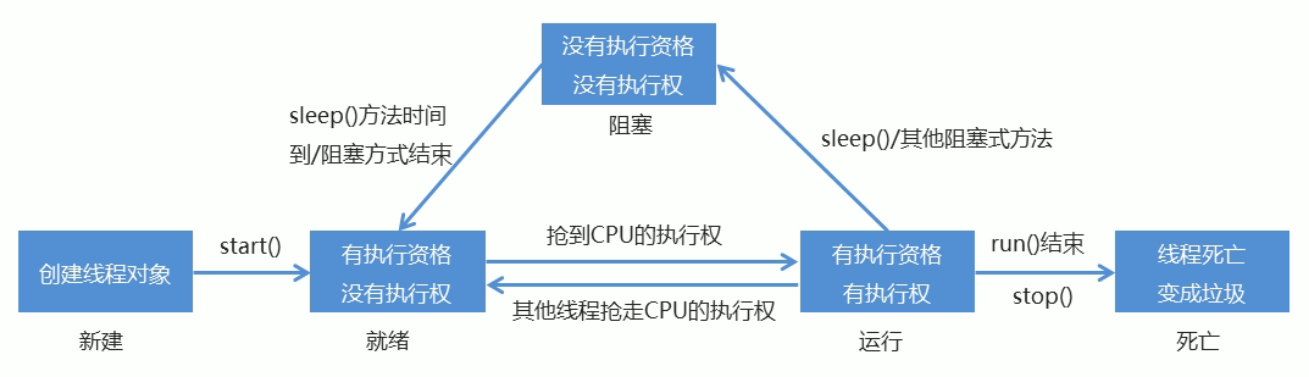 没有执行资格
没有执行权
阻塞
sleep()方法时间
到/阻塞方式结束
sleep()/其他阻塞式方法
创建线程对象
新建
start()
有执行资格
没有执行权
就绪
抢到CPU的执行权
其他线程抢走CPU的执行权
有执行资格
有执行权
运行
run()结束
stop()
线程死亡
变成垃圾
死亡